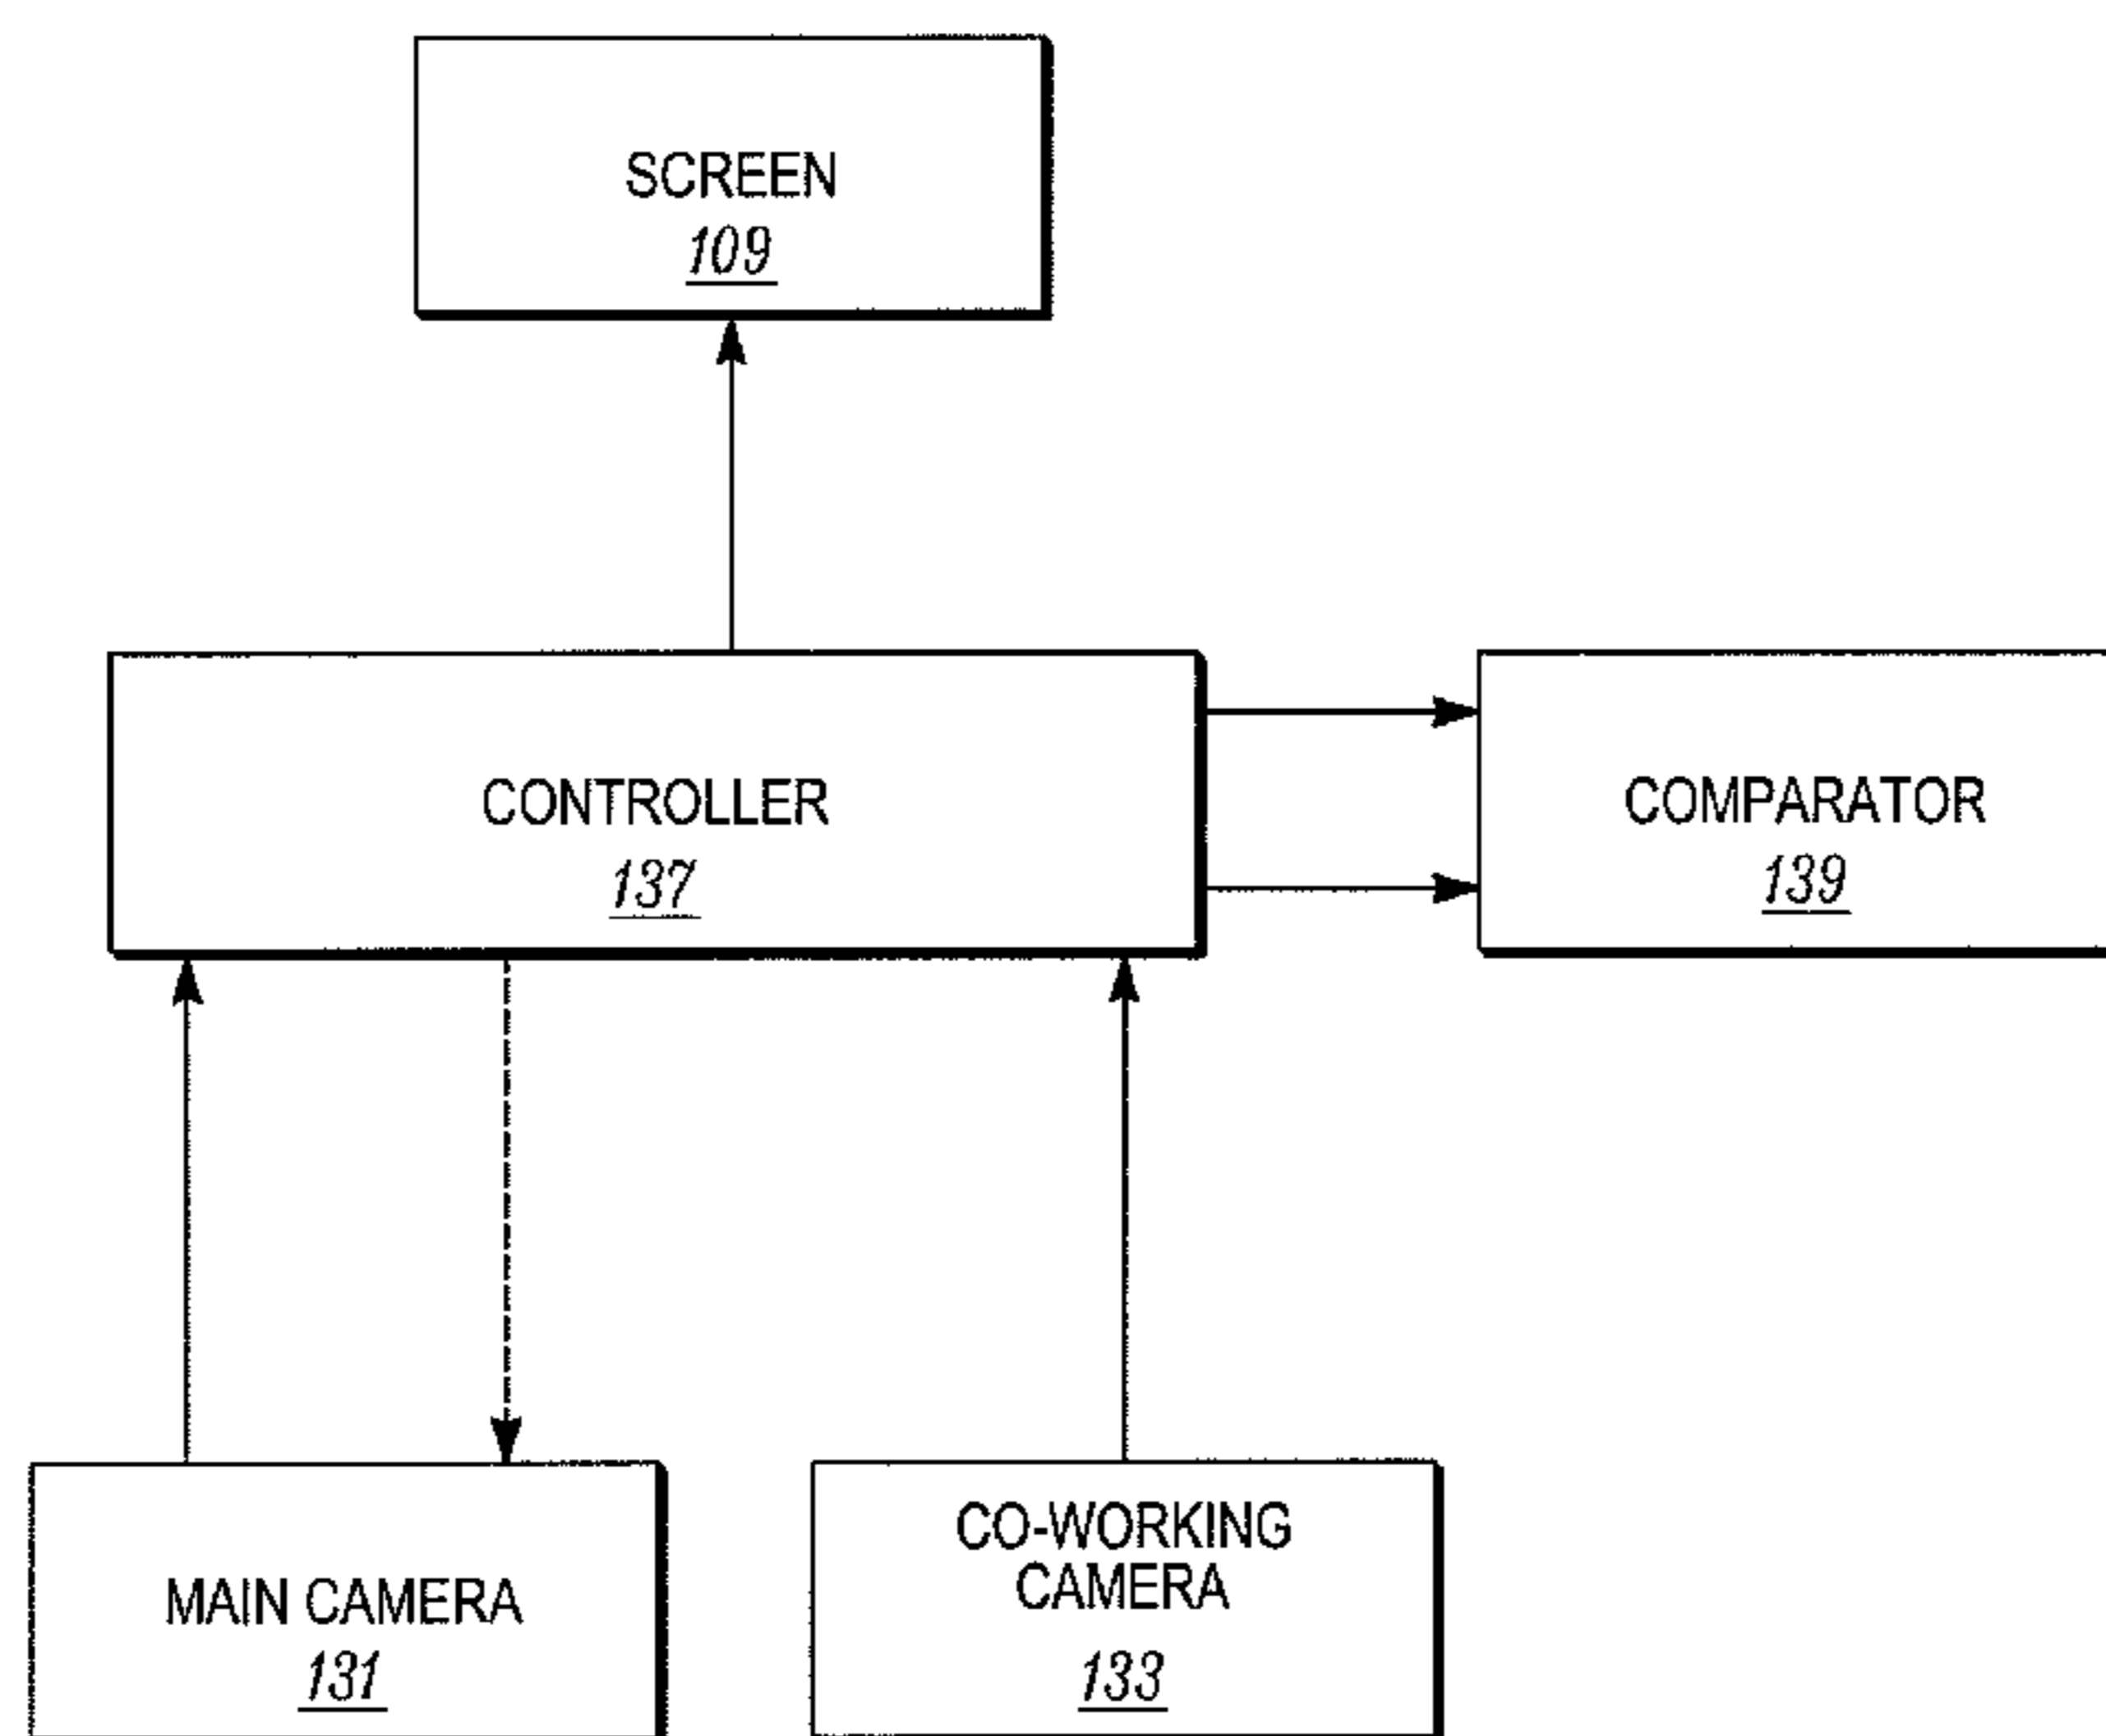 SCREEN
109
CONTROLLER
137
COMPARATOR
139
MAIN CAMERA
131
CO-WORKING
CAMERA
133